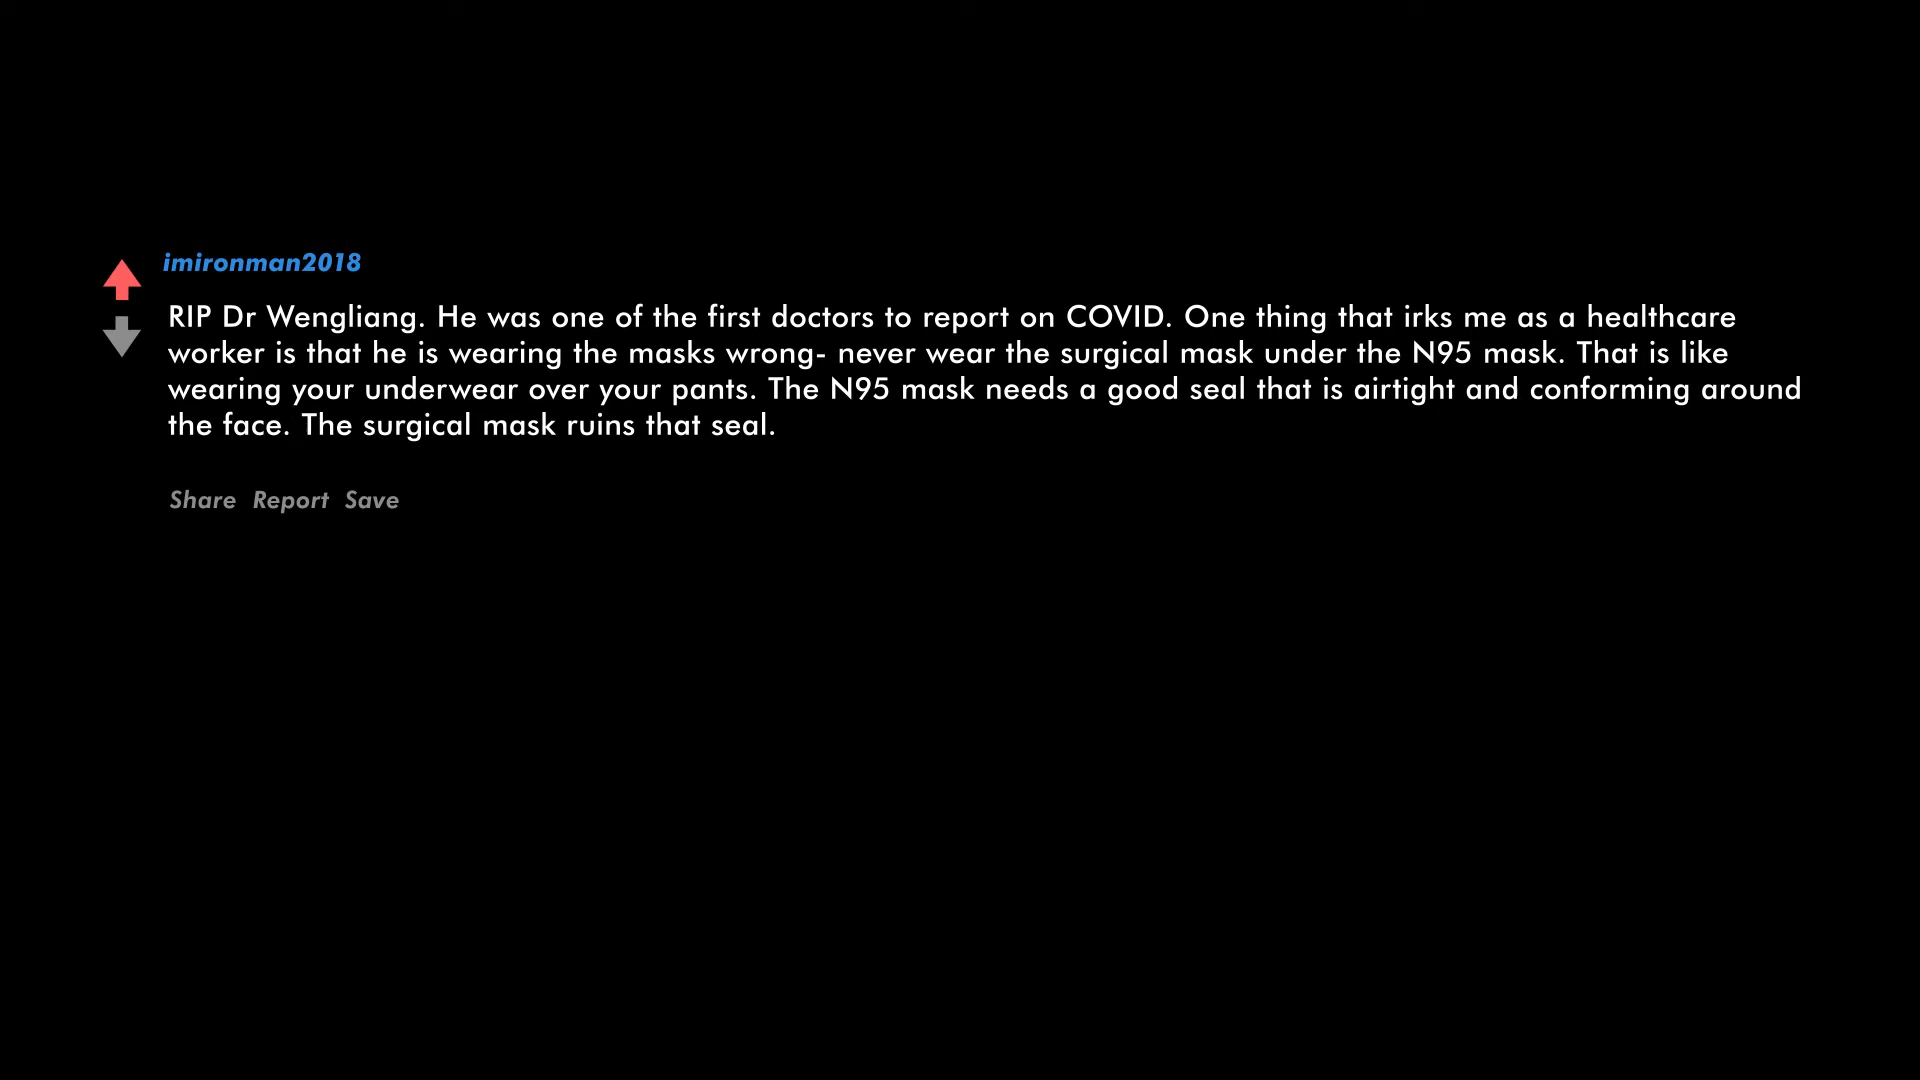 imironman2018
RIP Dr Wengliang. He was one of the first doctors to report on COVID. One thing that irks me as a healthcare
worker is that he is wearing the masks wrong- never wear the surgical mask under the N95 mask. That is like
wearing your underwear over your pants. The N95 mask needs a good seal that is airtight and conforming around
the face. The surgical mask ruins that seal.
Share Report Save